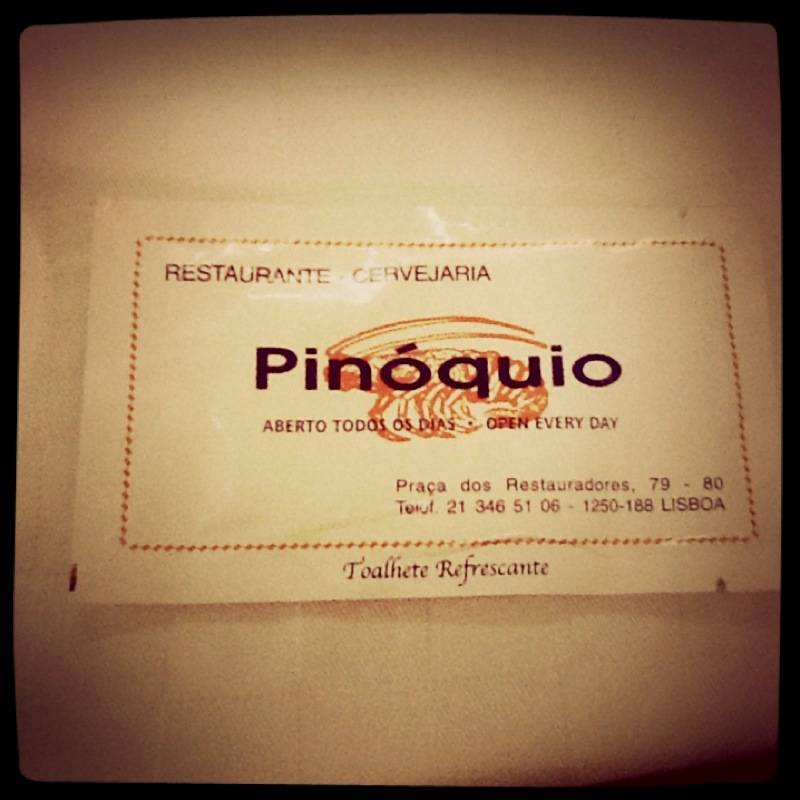 RESTAURANTE - CERVEJARIA
Pinóquio
ABERTO TODOS OS DIAS • OPEN EVERY DAY
Praça dos Restauradores, 79 - 80
Telef. 21 346 51 06 - 1250-188 LISBOA
Toalhete Refrescante